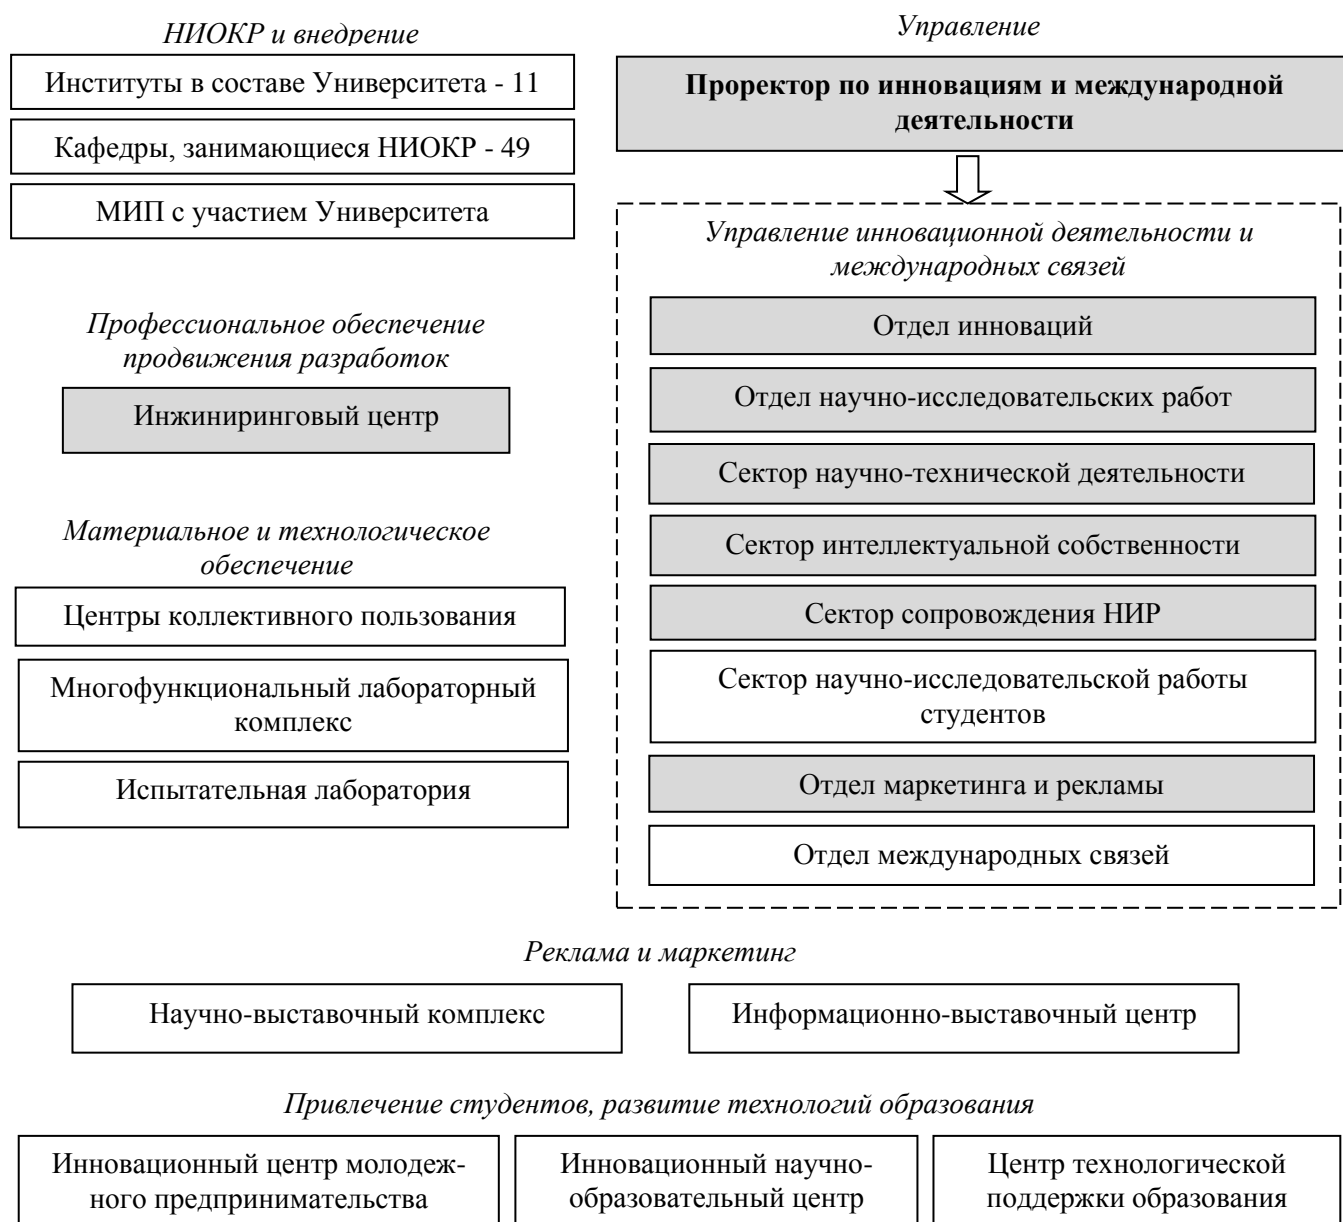 НИОКР и внедрение
Институты в составе Университета - 11
Кафедры, занимающиеся НИОКР - 49
МИП с участием Университета
Профессиональное обеспечение
продвижения разработок
Инжиниринговый центр
Материальное и технологическое
обеспечение
Центры коллективного пользования
Многофункциональный лабораторный
комплекс
Испытательная лаборатория
Управление
Проректор по инновациям и международной
деятельности
Управление инновационной деятельности и
международных связей
Отдел инноваций
Отдел научно-исследовательских работ
Сектор научно-технической деятельности
Сектор интеллектуальной собственности
Сектор сопровождения НИР
Сектор научно-исследовательской работы
студентов
Отдел маркетинга и рекламы
Отдел международных связей
Реклама и маркетинг
Научно-выставочный комплекс
Информационно-выставочный центр
Привлечение студентов, развитие технологий образования
Инновационный центр молодеж-
ного предпринимательства
Инновационный научно-
образовательный центр
Центр технологической
поддержки образования